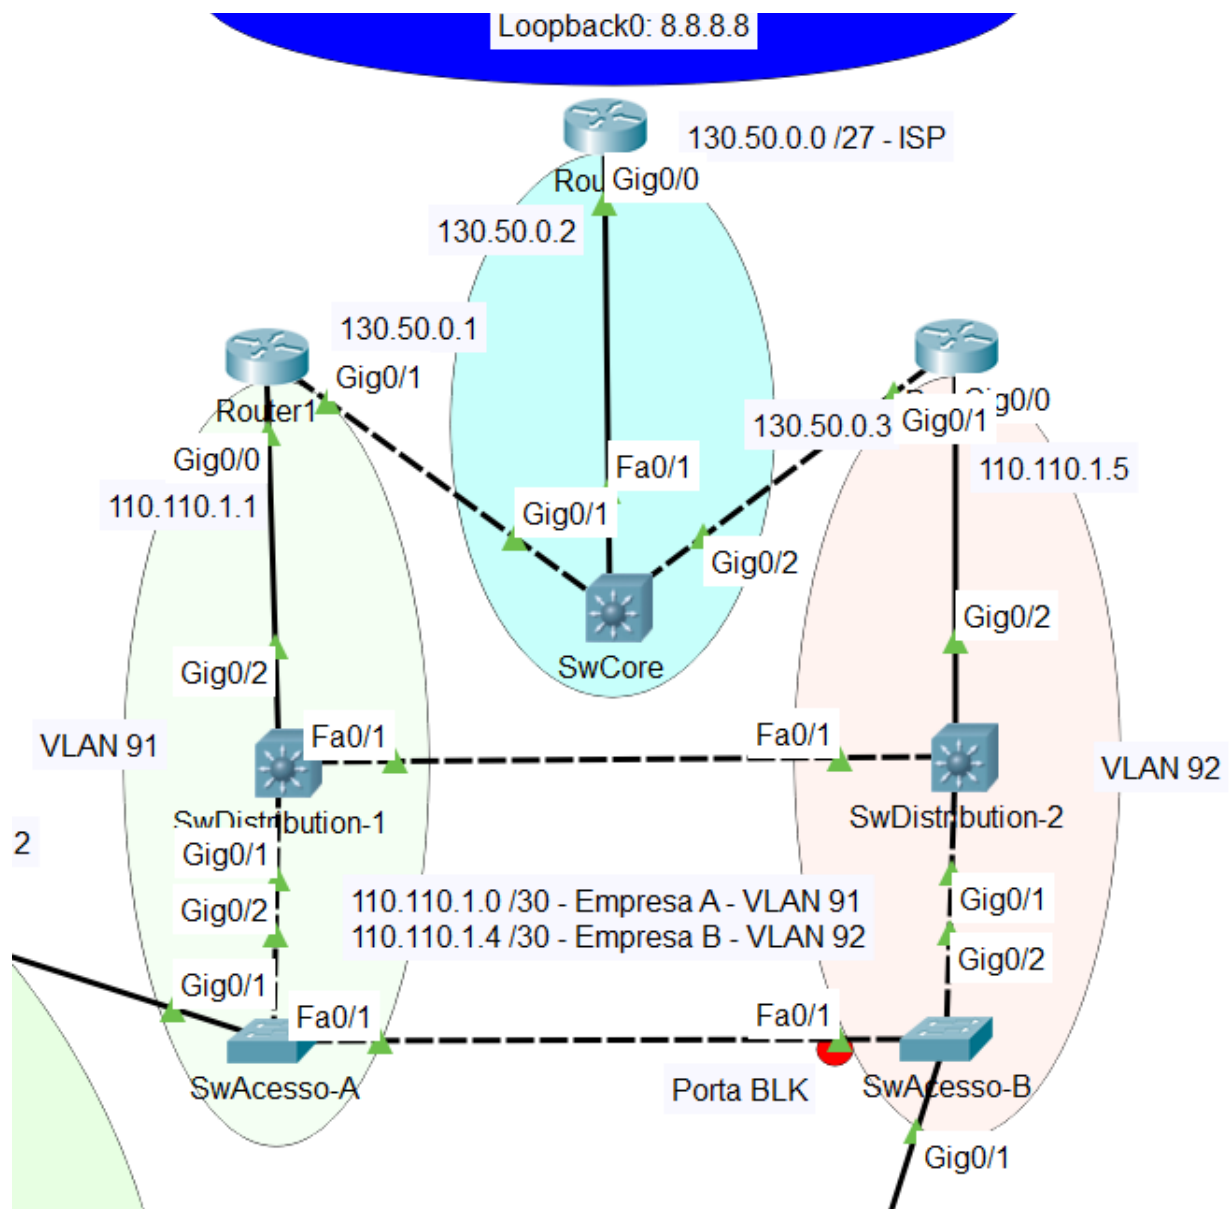 Loopback0: 8.8.8.8
130.50.0.0 /27 - ISP
Gig0/0
130.50.0.2
130.50.0.1
Gig0/1
Router1
Gig0/0
130.50.0.3
Gig0/1
Gig0/0
110.110.1.5
110.110.1.1
Fa0/1
Gig0/1
Gig0/2
Gig0/2
SwCore
Gig0/2
VLAN 91
Fa0/1
Fa0/1
VLAN 92
SwDistribution-1
SwDistribution-2
2
Gig0/1
110.110.1.0 /30 - Empresa A - VLAN 91
Gig0/1
Gig0/2
110.110.1.4 /30 - Empresa B - VLAN 92
Gig0/2
Gig0/1
Fa0/1
Fa0/1
SwAcesso-A
Porta BLK
SwAcesso-B
Gig0/1